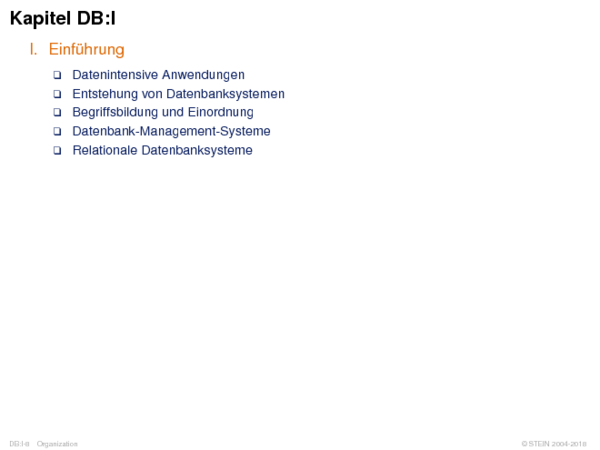 Kapitel DB:I
I. Einführung
❑ Datenintensive Anwendungen
❑ Entstehung von Datenbanksystemen
❑ Begriffsbildung und Einordnung
❑ Datenbank-Management-Systeme
❑ Relationale Datenbanksysteme
Organization © STEIN 2004-2018